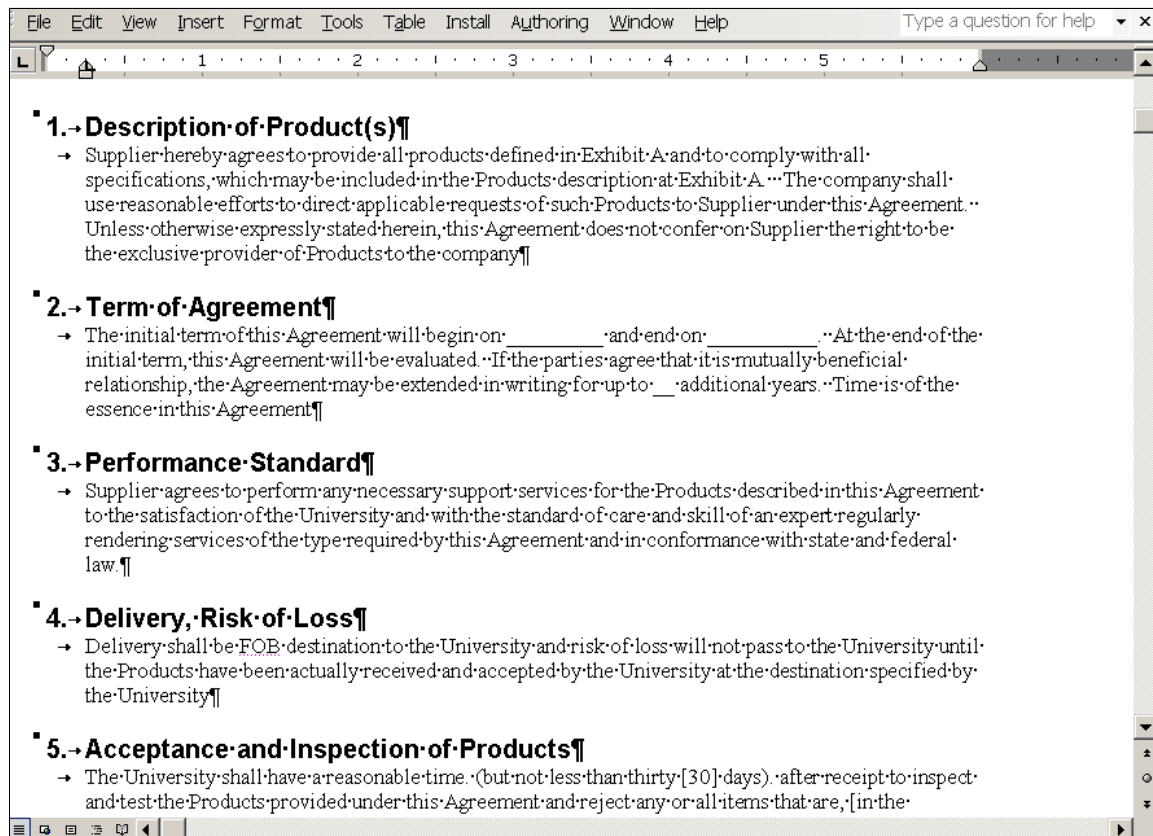 File Edit View Insert Format Tools Table Install Authoring Window Help Type a question for help
1 2 3 4 5
1. Description of Product(s)¶
Supplier hereby agrees to provide all products defined in Exhibit A and to comply with all
specifications, which may be included in the Products description at Exhibit A. The company shall
use reasonable efforts to direct applicable requests of such Products to Supplier under this Agreement.
Unless otherwise expressly stated herein, this Agreement does not confer on Supplier the right to be
the exclusive provider of Products to the company¶
2. Term of Agreement¶
The initial term of this Agreement will begin on _________ and end on __________. At the end of the
initial term, this Agreement will be evaluated. If the parties agree that it is mutually beneficial
relationship, the Agreement may be extended in writing for up to __ additional years. Time is of the
essence in this Agreement¶
3. Performance Standard¶
Supplier agrees to perform any necessary support services for the Products described in this Agreement
to the satisfaction of the University and with the standard of care and skill of an expert regularly
rendering services of the type required by this Agreement and in conformance with state and federal
law.¶
4. Delivery, Risk of Loss¶
Delivery shall be FOB destination to the University and risk of loss will not pass to the University until
the Products have been actually received and accepted by the University at the destination specified by
the University¶
5. Acceptance and Inspection of Products¶
The University shall have a reasonable time. (but not less than thirty [30] days). after receipt to inspect
and test the Products provided under this Agreement and reject any or all items that are, [in the